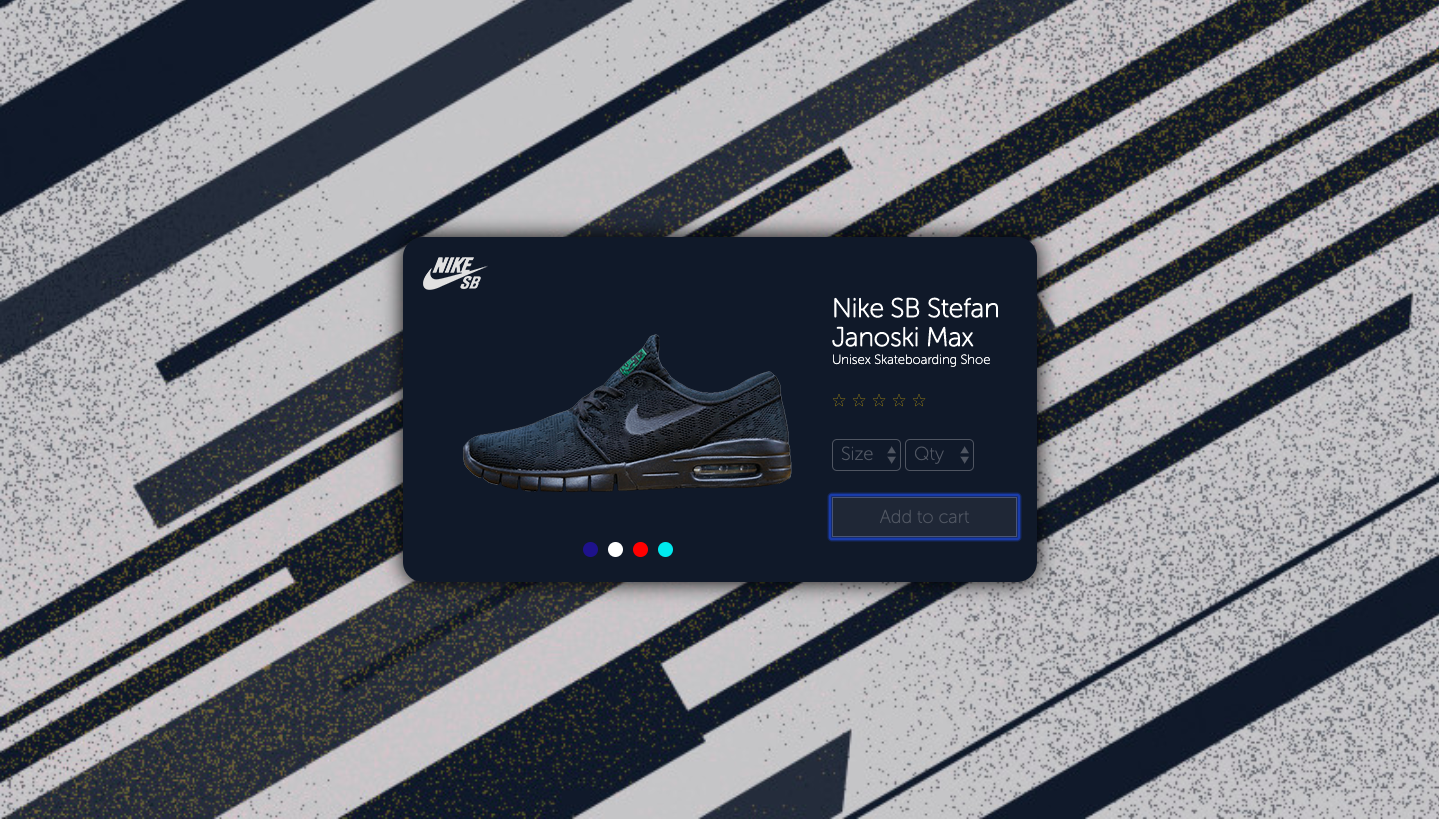 NIKE
SB
Nike SB Stefan
Janoski Max
Unisex Skateboarding Shoe
Size
Qty
Add to cart